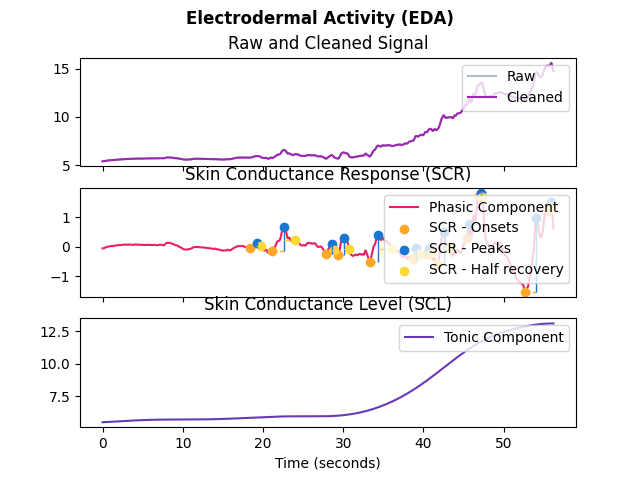 Electrodermal Activity (EDA)
Raw and Cleaned Signal
15
10
5
Raw
Cleaned
Skin Conductance Response (SCR)
1
0
−1
Phasic Component
SCR - Onsets
SCR - Peaks
SCR - Half recovery
Skin Conductance Level (SCL)
12.5
10.0
7.5
Tonic Component
0 10 20 30 40 50
Time (seconds)